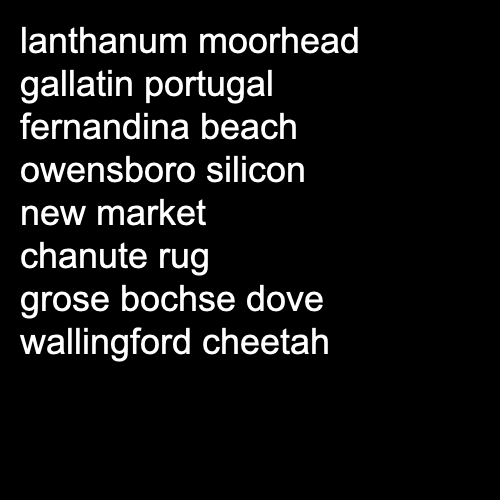 lanthanum moorhead
gallatin portugal
fernandina beach
owensboro silicon
new market
chanute rug
grose bochse dove
wallingford cheetah